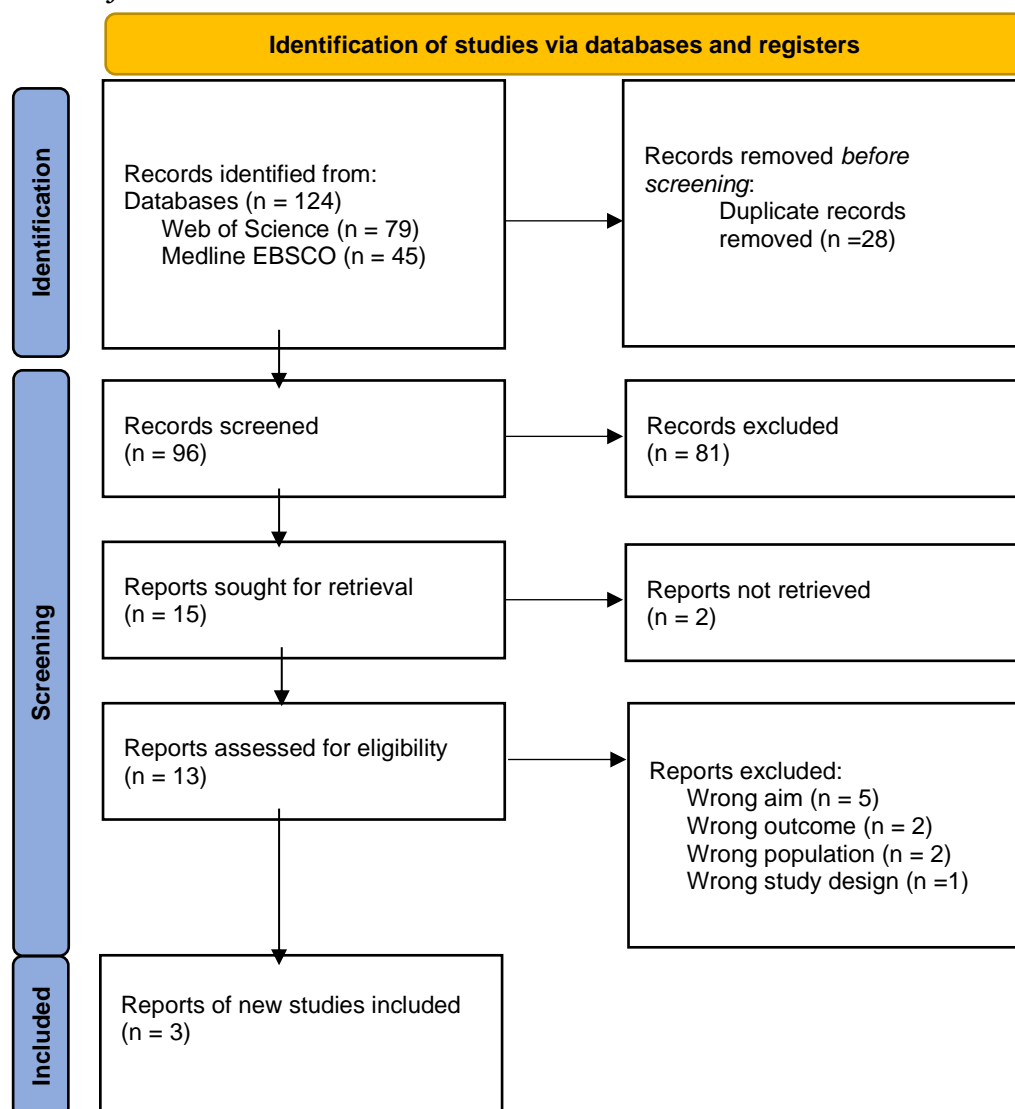 Identification of studies via databases and registers
Identification
Records identified from:
Databases (n = 124)
Web of Science (n = 79)
Medline EBSCO (n = 45)
Records removed before
screening:
Duplicate records
removed (n =28)
Screening
Records screened
(n = 96)
Records excluded
(n = 81)
Reports sought for retrieval
(n = 15)
Reports not retrieved
(n = 2)
Reports assessed for eligibility
(n = 13)
Reports excluded:
Wrong aim (n = 5)
Wrong outcome (n = 2)
Wrong population (n = 2)
Wrong study design (n =1)
Included
Reports of new studies included
(n = 3)